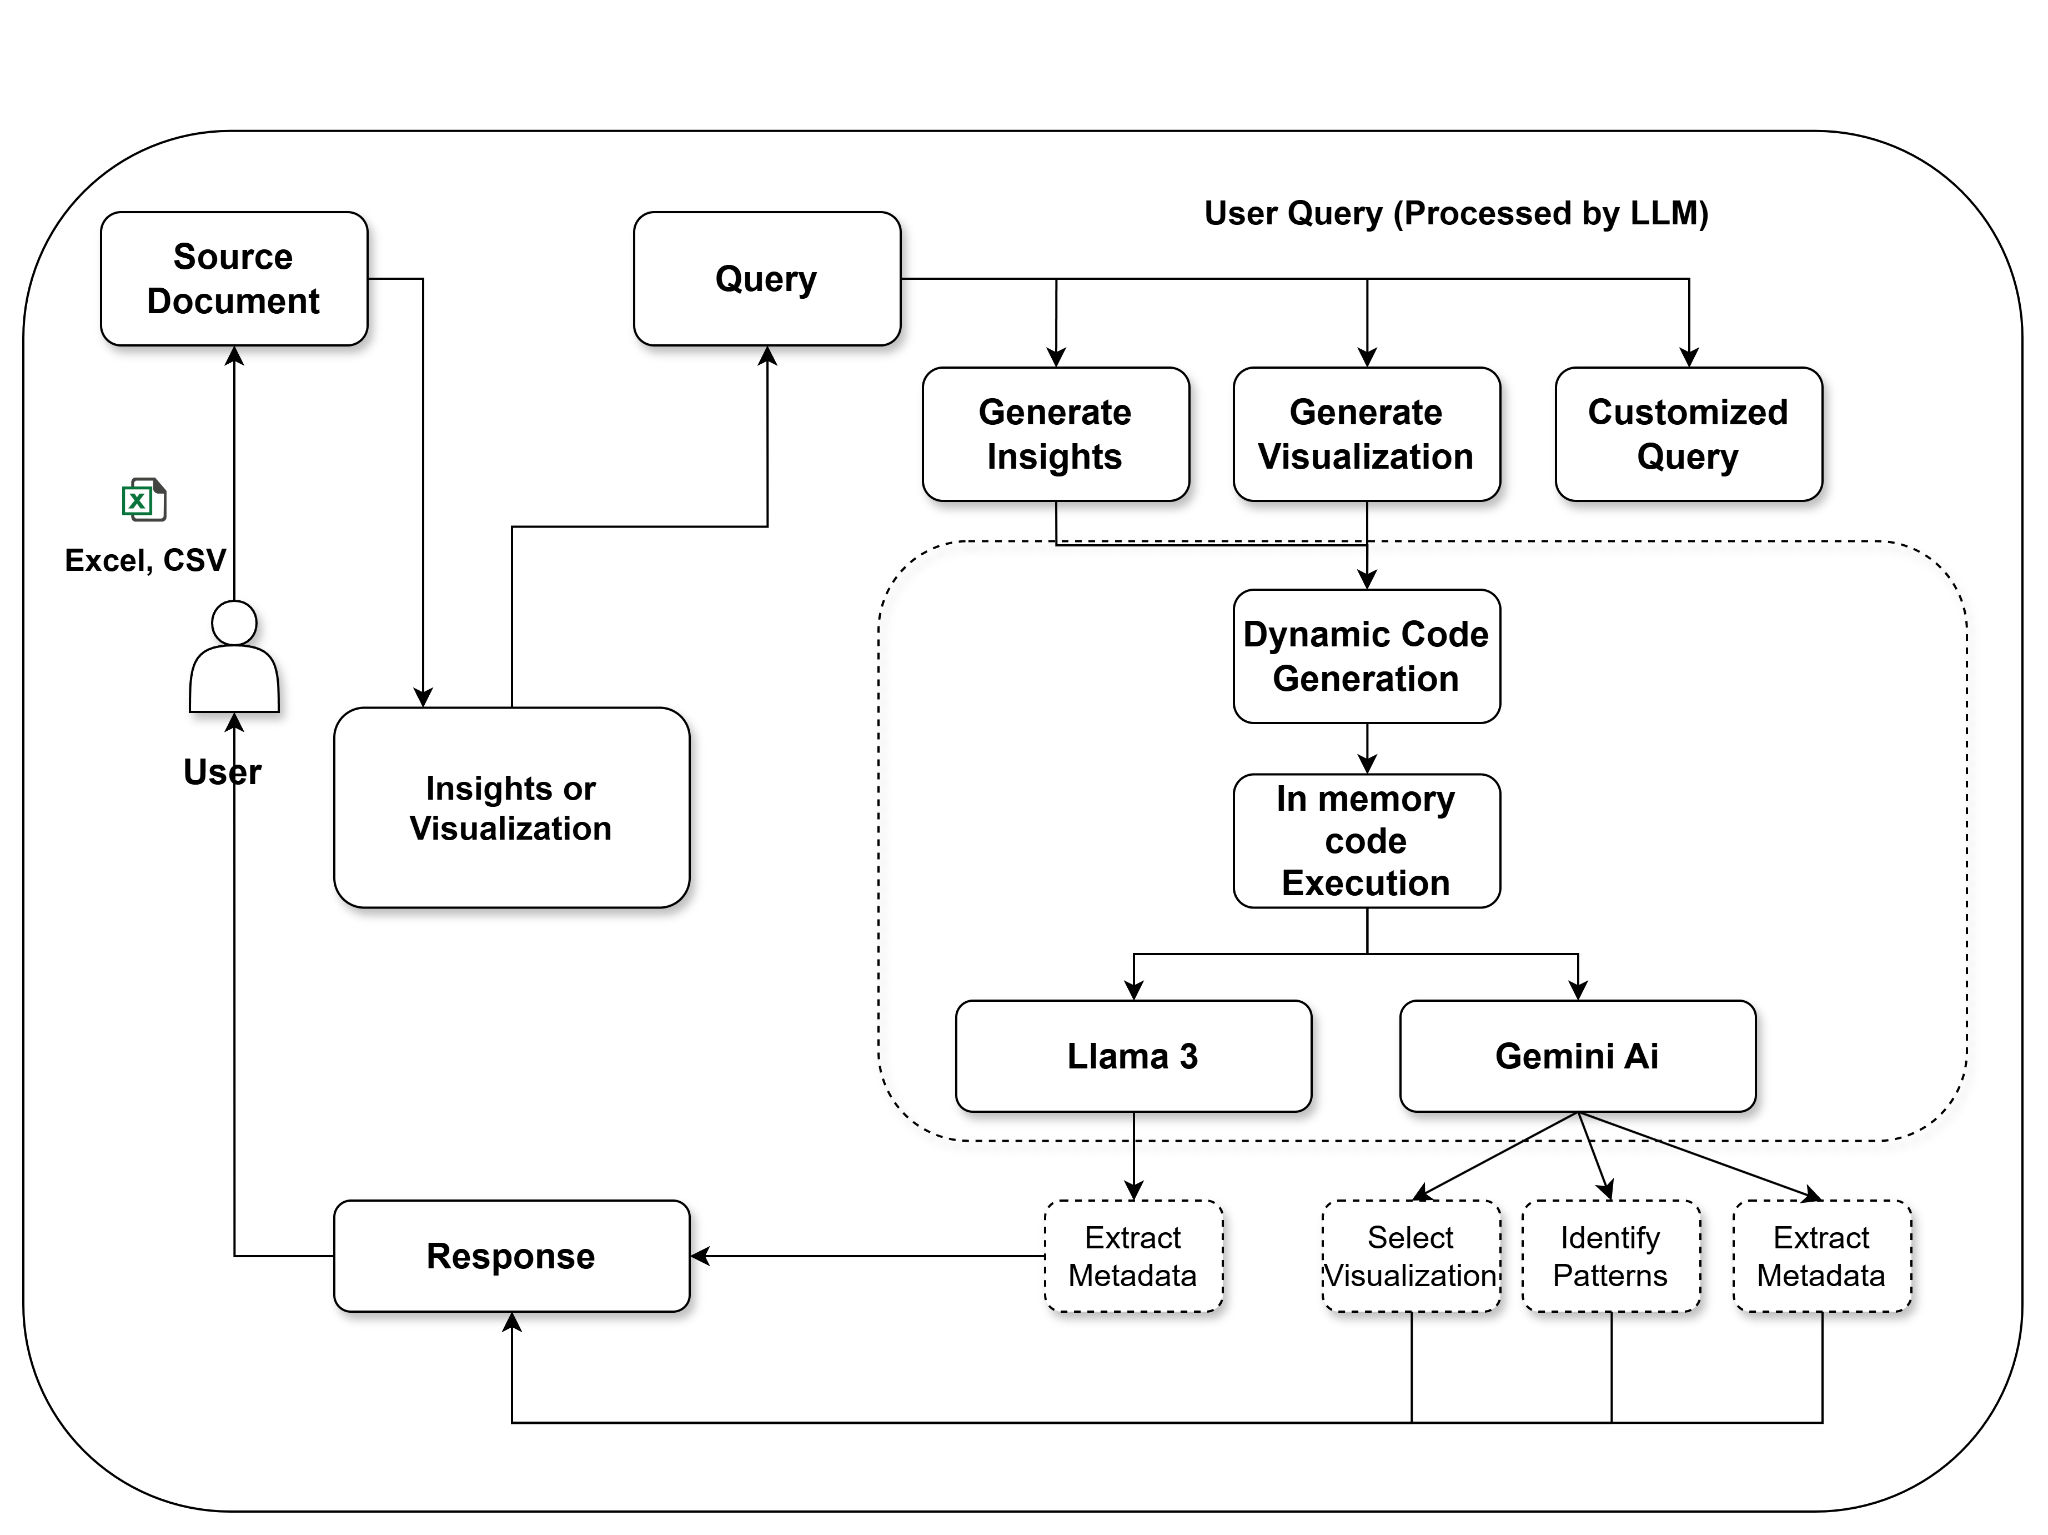 User Query (Processed by LLM)
Source
Document
Query
Generate
Insights
Generate
Visualization
Customized
Query
X
Excel, CSV
User
Insights or
Visualization
Dynamic Code
Generation
In memory
code
Execution
Llama 3
Gemini Ai
Response
Extract
Metadata
Select
Visualization
Identify
Patterns
Extract
Metadata